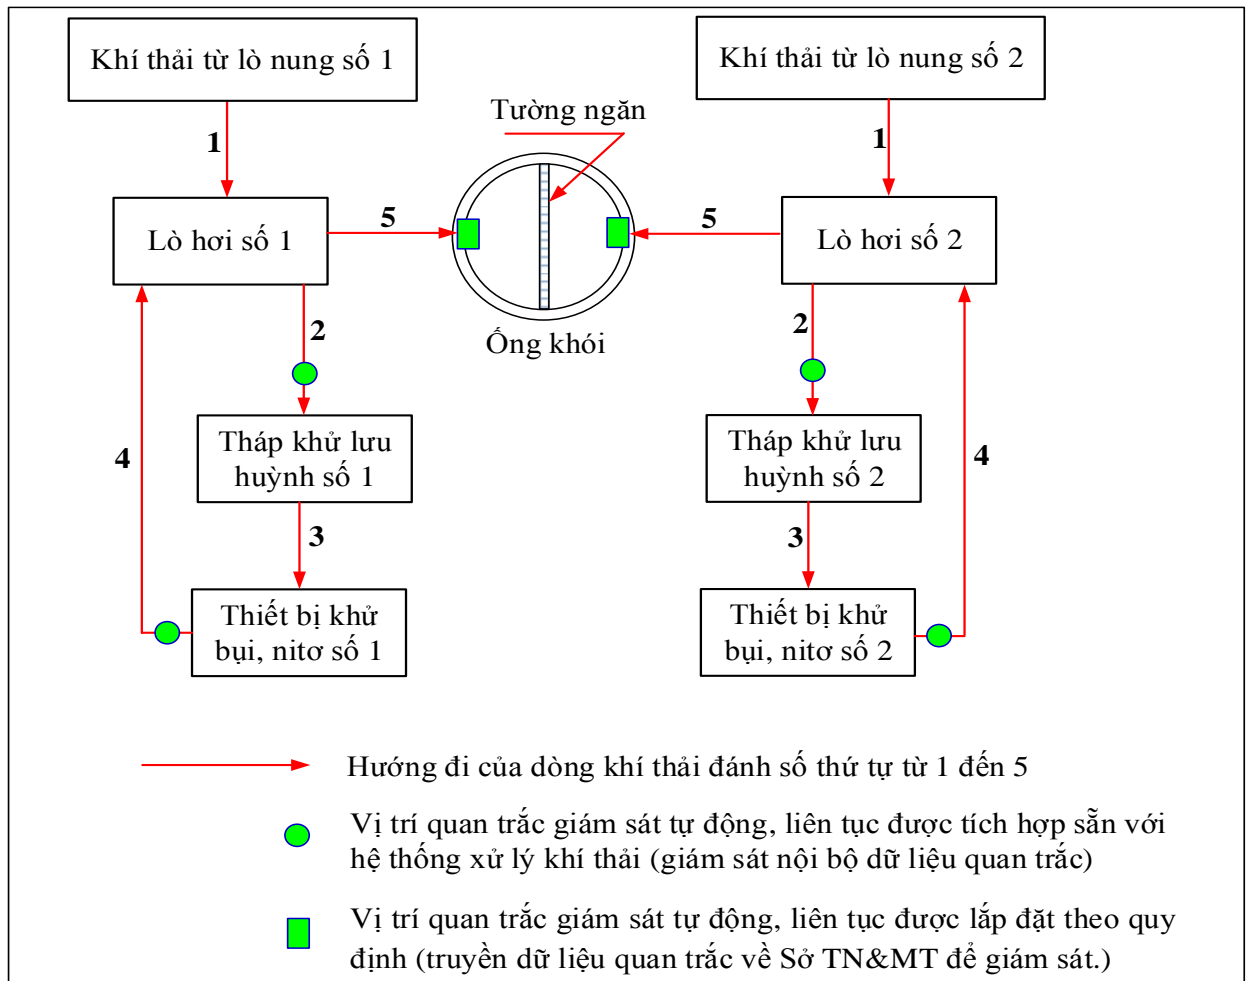 Khí thải từ lò nung số 1
Khí thải từ lò nung số 2
Tường ngăn
1
1
5
5
Lò hơi số 1
Lò hơi số 2
Ống khói
2
2
Tháp khử lưu
huỳnh số 1
Tháp khử lưu
huỳnh số 2
4
4
3
3
Thiết bị khử
bụi, nitơ số 1
Thiết bị khử
bụi, nitơ số 2
Hướng đi của dòng khí thải đánh số thứ tự từ 1 đến 5
Vị trí quan trắc giám sát tự động, liên tục được tích hợp sẵn với
hệ thống xử lý khí thải (giám sát nội bộ dữ liệu quan trắc)
Vị trí quan trắc giám sát tự động, liên tục được lắp đặt theo quy
định (truyền dữ liệu quan trắc về Sở TN&MT để giám sát.)